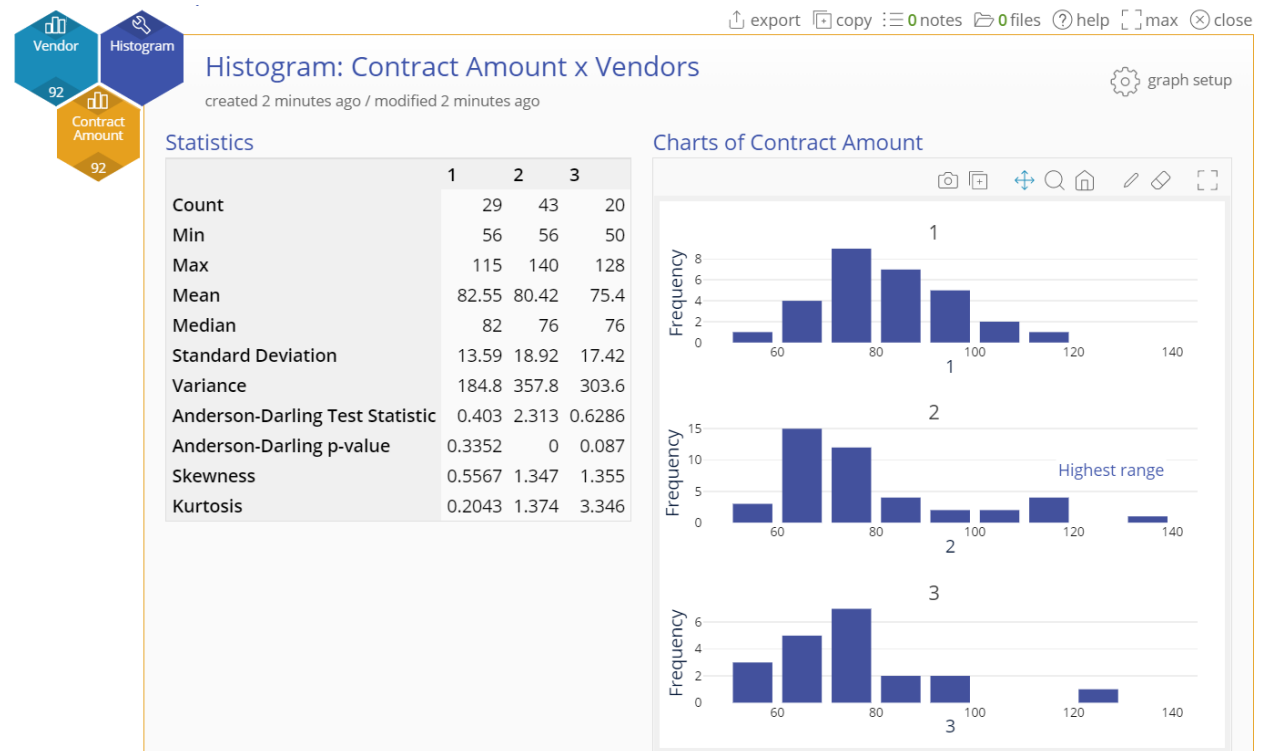 export copy 0 notes 0 files help max close
Vendor
92
Histogram
Contract
Amount
92
Histogram: Contract Amount x Vendors
created 2 minutes ago / modified 2 minutes ago
graph setup
Statistics
1 2 3
Count 29 43 20
Min 56 56 50
Max 115 140 128
Mean 82.55 80.42 75.4
Median 82 76 76
Standard Deviation 13.59 18.92 17.42
Variance 184.8 357.8 303.6
Anderson-Darling Test Statistic 0.403 2.313 0.6286
Anderson-Darling p-value 0.3352 0 0.087
Skewness 0.5567 1.347 1.355
Kurtosis 0.2043 1.374 3.346
Charts of Contract Amount
1
Frequency
8
6
4
2
0
60 80 100 120 140
1
2
Frequency
15
10
5
0
Highest range
60 80 100 120 140
2
3
Frequency
6
4
2
0
60 80 100 120 140
3